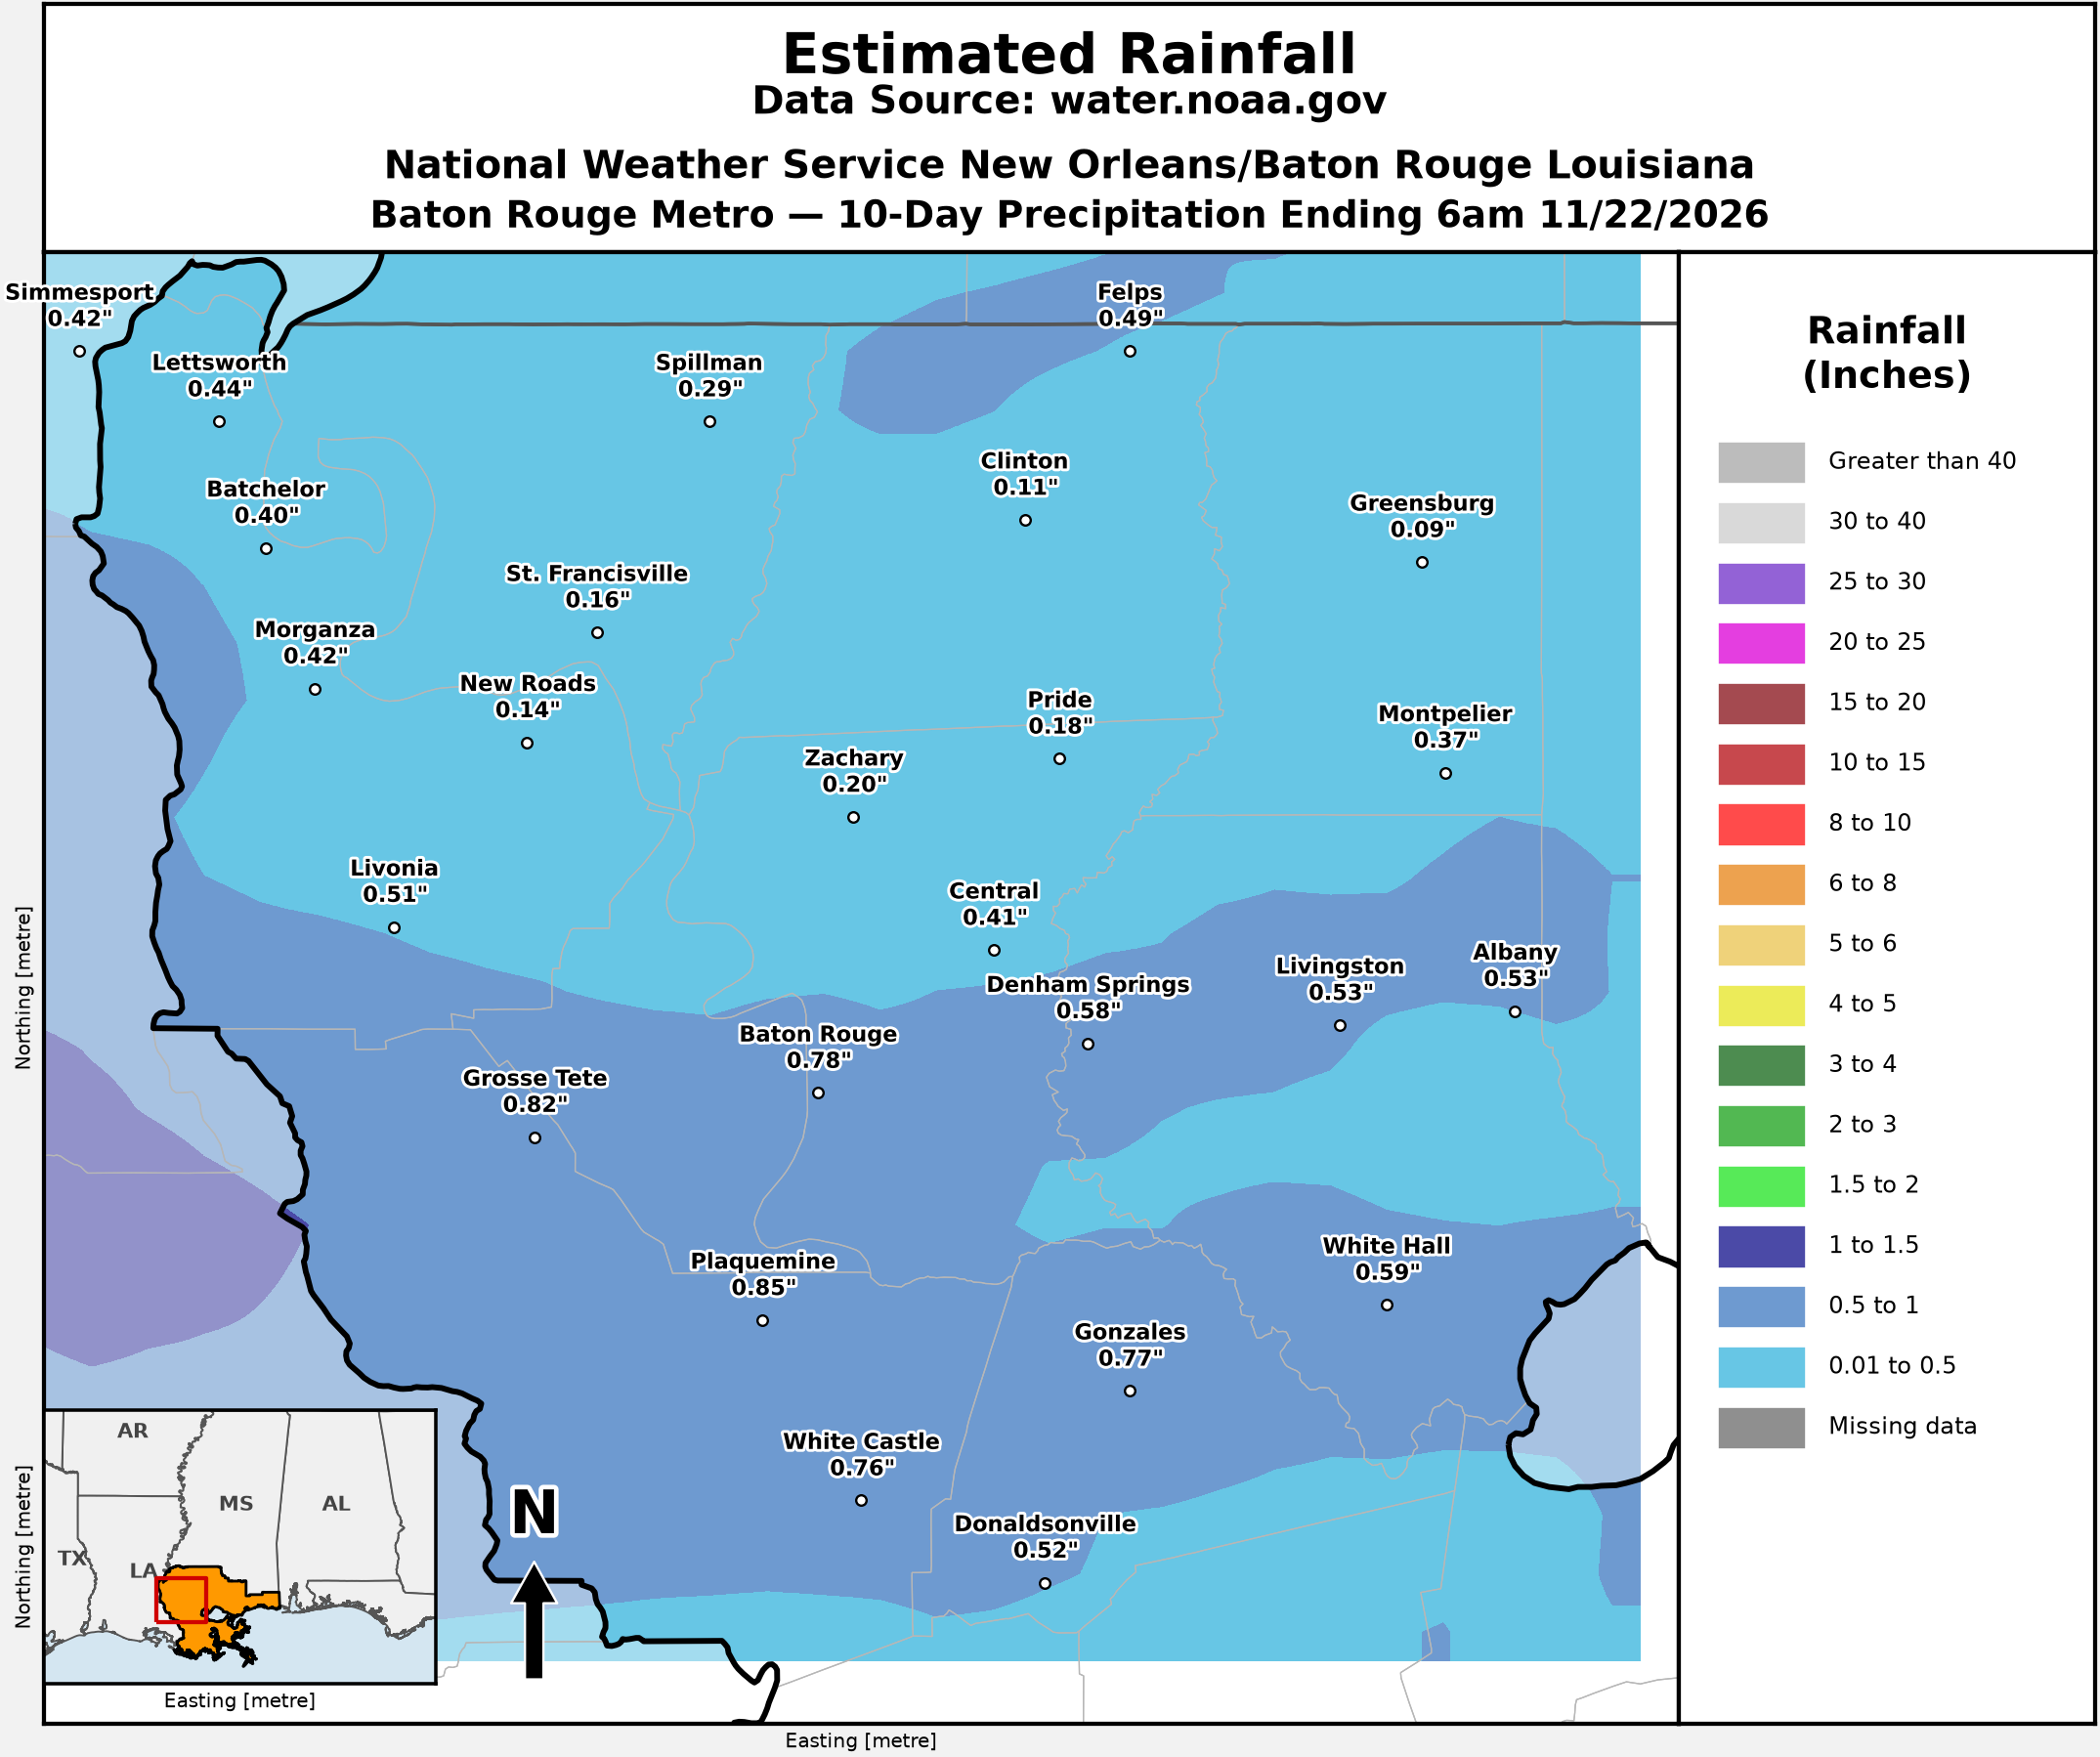 Estimated Rainfall
Data Source: water.noaa.gov
National Weather Service New Orleans/Baton Rouge Louisiana
Baton Rouge Metro — 10-Day Precipitation Ending 6am 11/22/2026
Simmesport
0.42"
Felps
0.49"
Lettsworth
0.44"
Spillman
0.29"
Clinton
0.11"
Batchelor
0.40"
Greensburg
0.09"
St. Francisville
0.16"
Morganza
0.42"
New Roads
0.14"
Pride
0.18"
Montpelier
0.37"
Zachary
0.20"
Livonia
0.51"
Central
0.41"
Albany
0.53"
Livingston
0.53"
Denham Springs
0.58"
Baton Rouge
0.78"
Grosse Tete
0.82"
White Hall
0.59"
Plaquemine
0.85"
Gonzales
0.77"
White Castle
0.76"
Donaldsonville
0.52"
N
AR
MS
AL
TX
LA
Northing [metre]
Northing [metre]
Easting [metre]
Easting [metre]
Rainfall
(Inches)
Greater than 40
30 to 40
25 to 30
20 to 25
15 to 20
10 to 15
8 to 10
6 to 8
5 to 6
4 to 5
3 to 4
2 to 3
1.5 to 2
1 to 1.5
0.5 to 1
0.01 to 0.5
Missing data